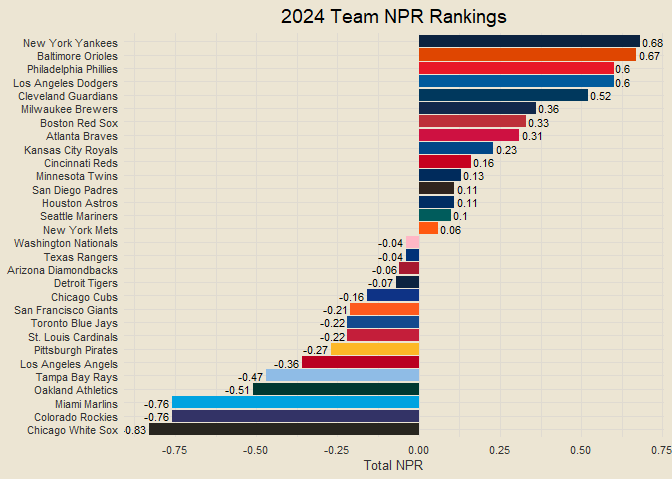 2024 Team NPR Rankings
New York Yankees 0.68
Baltimore Orioles 0.67
Philadelphia Phillies 0.6
Los Angeles Dodgers 0.6
Cleveland Guardians 0.52
Milwaukee Brewers 0.36
Boston Red Sox 0.33
Atlanta Braves 0.31
Kansas City Royals 0.23
Cincinnati Reds 0.16
Minnesota Twins 0.13
San Diego Padres 0.11
Houston Astros 0.11
Seattle Mariners 0.1
New York Mets 0.06
Washington Nationals -0.04
Texas Rangers -0.04
Arizona Diamondbacks -0.06
Detroit Tigers -0.07
Chicago Cubs -0.16
San Francisco Giants -0.21
Toronto Blue Jays -0.22
St. Louis Cardinals -0.22
Pittsburgh Pirates -0.27
Los Angeles Angels -0.36
Tampa Bay Rays -0.47
Oakland Athletics -0.51
Miami Marlins -0.76
Colorado Rockies -0.76
Chicago White Sox -0.83
-0.75 -0.50 -0.25 0.00 0.25 0.50 0.75
Total NPR